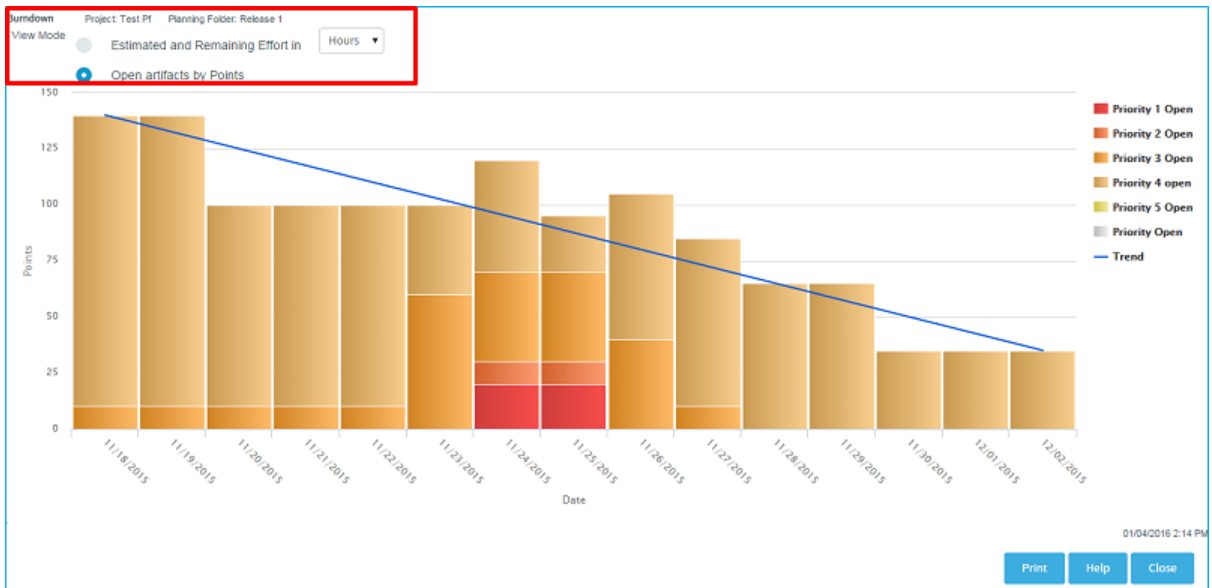 Burndown Project: Test Pf Planning Folder: Release 1
View Mode
Estimated and Remaining Effort in Hours
Open artifacts by Points
150
125
100
75
50
25
0
Points
Priority 1 Open
Priority 2 Open
Priority 3 Open
Priority 4 open
Priority 5 Open
Priority Open
Trend
11/18/2015
11/19/2015
11/20/2015
11/21/2015
11/22/2015
11/23/2015
11/24/2015
11/25/2015
11/26/2015
11/27/2015
11/28/2015
11/29/2015
11/30/2015
12/01/2015
12/02/2015
Date
01/04/2016 2:14 PM
Print Help Close